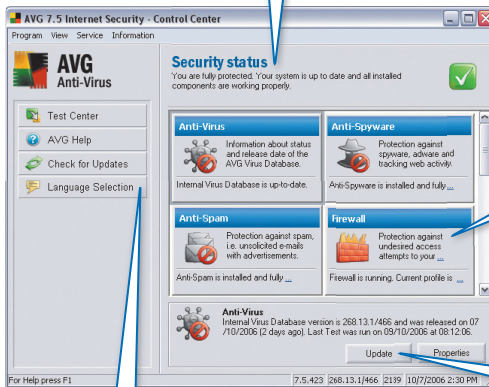 AVG 7.5 Internet Security - Control Center
Program View Service Information
AVG
Anti-Virus
Test Center
AVG Help
Check for Updates
Language Selection
Security status
You are fully protected. Your system is up to date and all installed
components are working properly.
Anti-Virus
Information about status
and release date of the
AVG Virus Database.
Internal Virus Database is up-to-date.
Anti-Spyware
Protection against
spyware, adware and
tracking web activity.
Anti-Spyware is installed and fully ...
Anti-Spam
Protection against spam,
i.e. unsolicited e-mails
with advertisements.
Anti-Spam is installed and fully ...
Firewall
Protection against
undesired access
attempts to your ...
Firewall is running. Current profile is ...
Anti-Virus
Internal Virus Database version is 268.13.1/466 and was released on 07
/10/2006 (2 days ago). Last Test was run on 09/10/2006 at 08:12:06.
Update
Properties
For Help press F1
7.5.423 268.13.1/466 2199 10/7/2006 2:30 PM